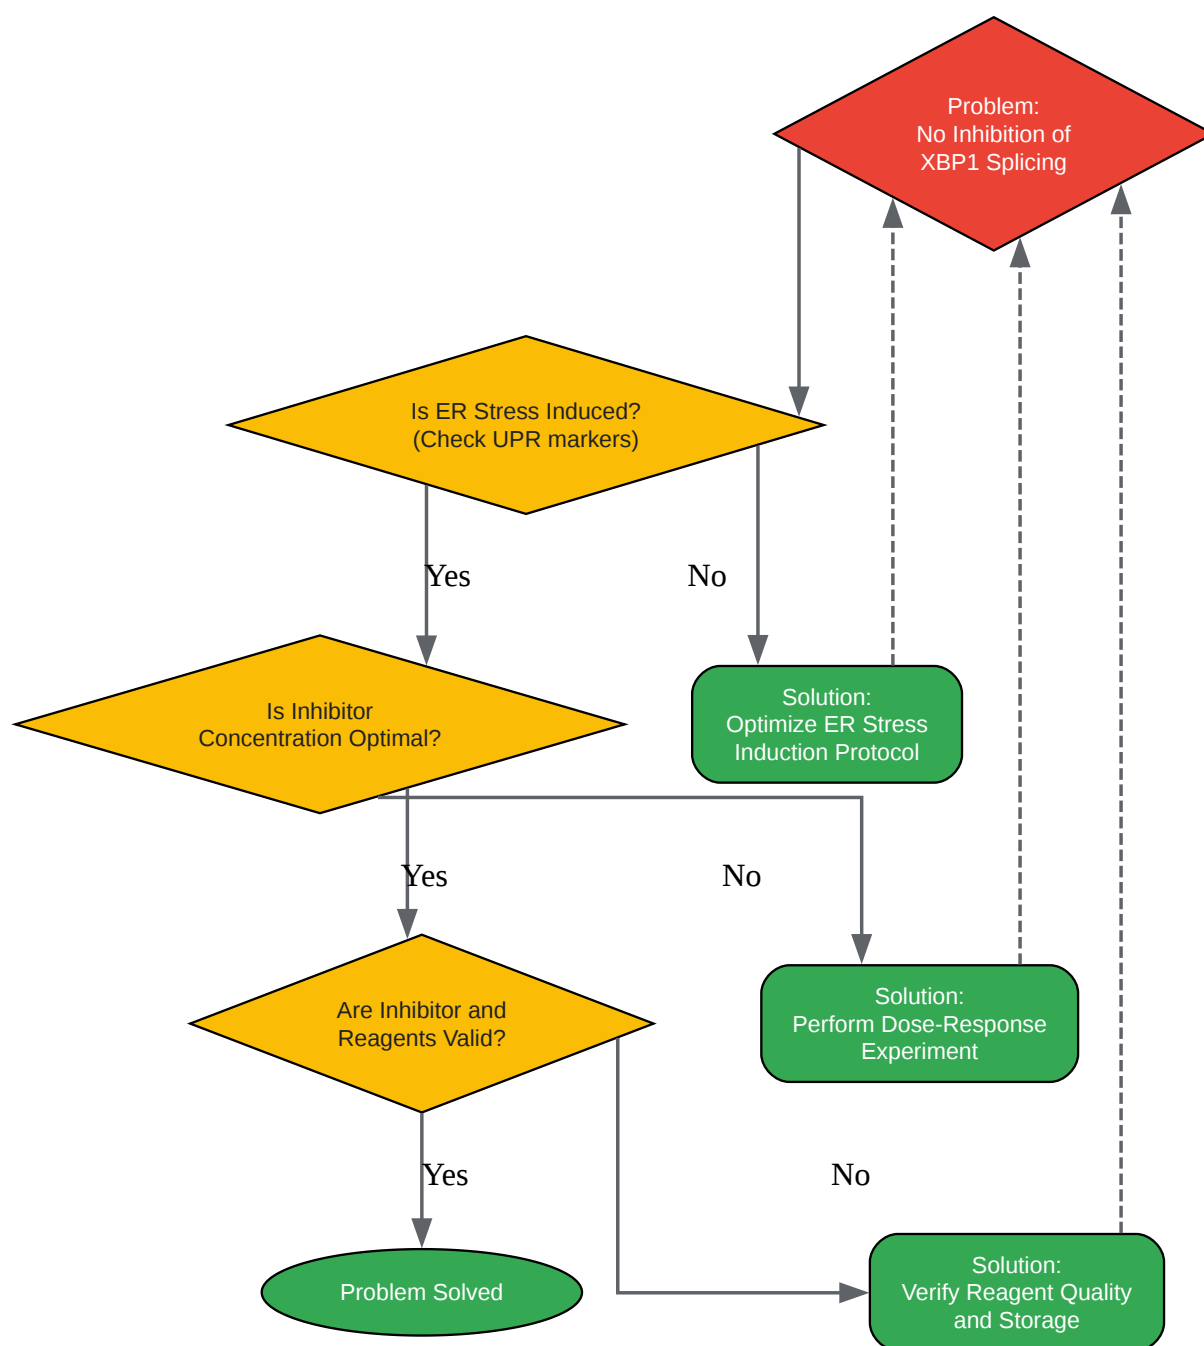 Problem:
No Inhibition of
XBP1 Splicing
Is ER Stress Induced?
(Check UPR markers)
Yes
No
Is Inhibitor
Concentration Optimal?
Solution:
Optimize ER Stress
Induction Protocol
Yes
No
Are Inhibitor and
Reagents Valid?
Solution:
Perform Dose-Response
Experiment
Yes
No
Problem Solved
Solution:
Verify Reagent Quality
and Storage